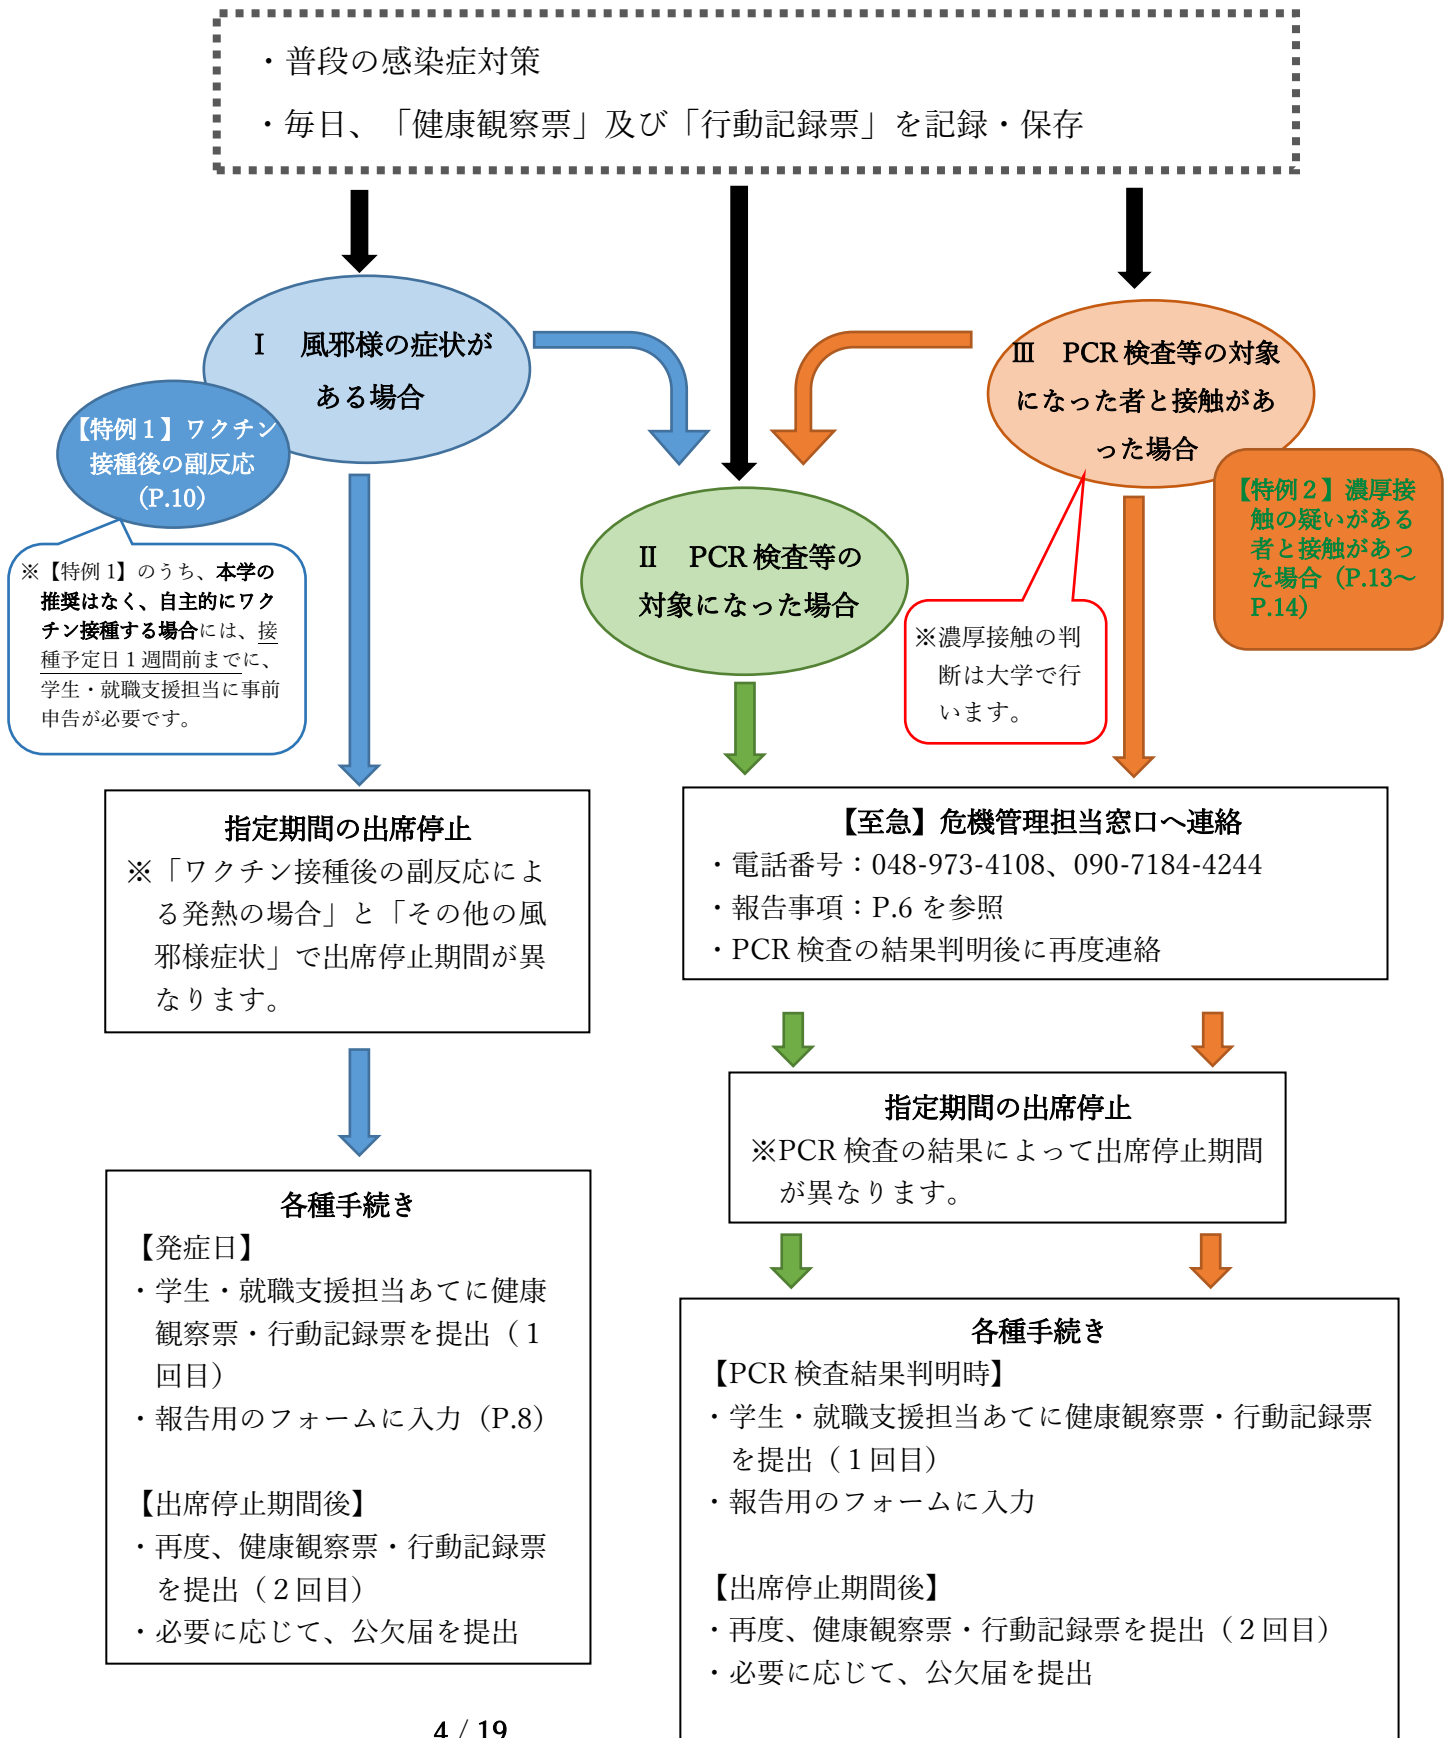 ・普段の感染症対策
・毎日、「健康観察票」及び「行動記録票」を記録・保存
Ⅰ　風邪様の症状が
ある場合
【特例１】ワクチン
接種後の副反応
（P.10）
※【特例1】のうち、本学の
推奨はなく、自主的にワク
チン接種する場合には、接
種予定日1週間前までに、
学生・就職支援担当に事前
申告が必要です。
Ⅱ　PCR検査等の
対象になった場合
Ⅲ　PCR検査等の対象
になった者と接触があ
った場合
【特例２】濃厚接
触の疑いがある
者と接触があっ
た場合（P.13～
P.14）
※濃厚接触の判
断は大学で行
います。
指定期間の出席停止
※「ワクチン接種後の副反応によ
る発熱の場合」と「その他の風
邪様症状」で出席停止期間が異
なります。
【至急】危機管理担当窓口へ連絡
・電話番号：048-973-4108、090-7184-4244
・報告事項：P.6を参照
・PCR検査の結果判明後に再度連絡
指定期間の出席停止
※PCR検査の結果によって出席停止期間
が異なります。
各種手続き
【発症日】
・学生・就職支援担当あてに健康
観察票・行動記録票を提出（１
回目）
・報告用のフォームに入力（P.8）
【出席停止期間後】
・再度、健康観察票・行動記録票
を提出（２回目）
・必要に応じて、公欠届を提出
各種手続き
【PCR検査結果判明時】
・学生・就職支援担当あてに健康観察票・行動記録票
を提出（１回目）
・報告用のフォームに入力
【出席停止期間後】
・再度、健康観察票・行動記録票を提出（２回目）
・必要に応じて、公欠届を提出
4 / 19